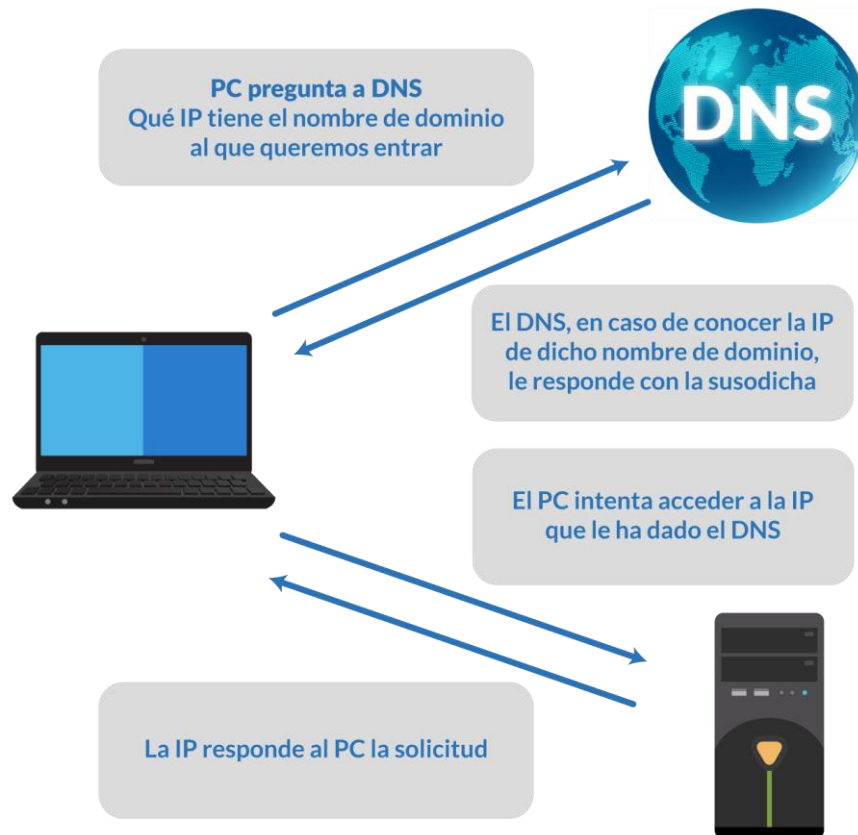 PC pregunta a DNS
Qué IP tiene el nombre de dominio
al que queremos entrar
DNS
El DNS, en caso de conocer la IP
de dicho nombre de dominio,
le responde con la susodicha
El PC intenta acceder a la IP
que le ha dado el DNS
La IP responde al PC la solicitud